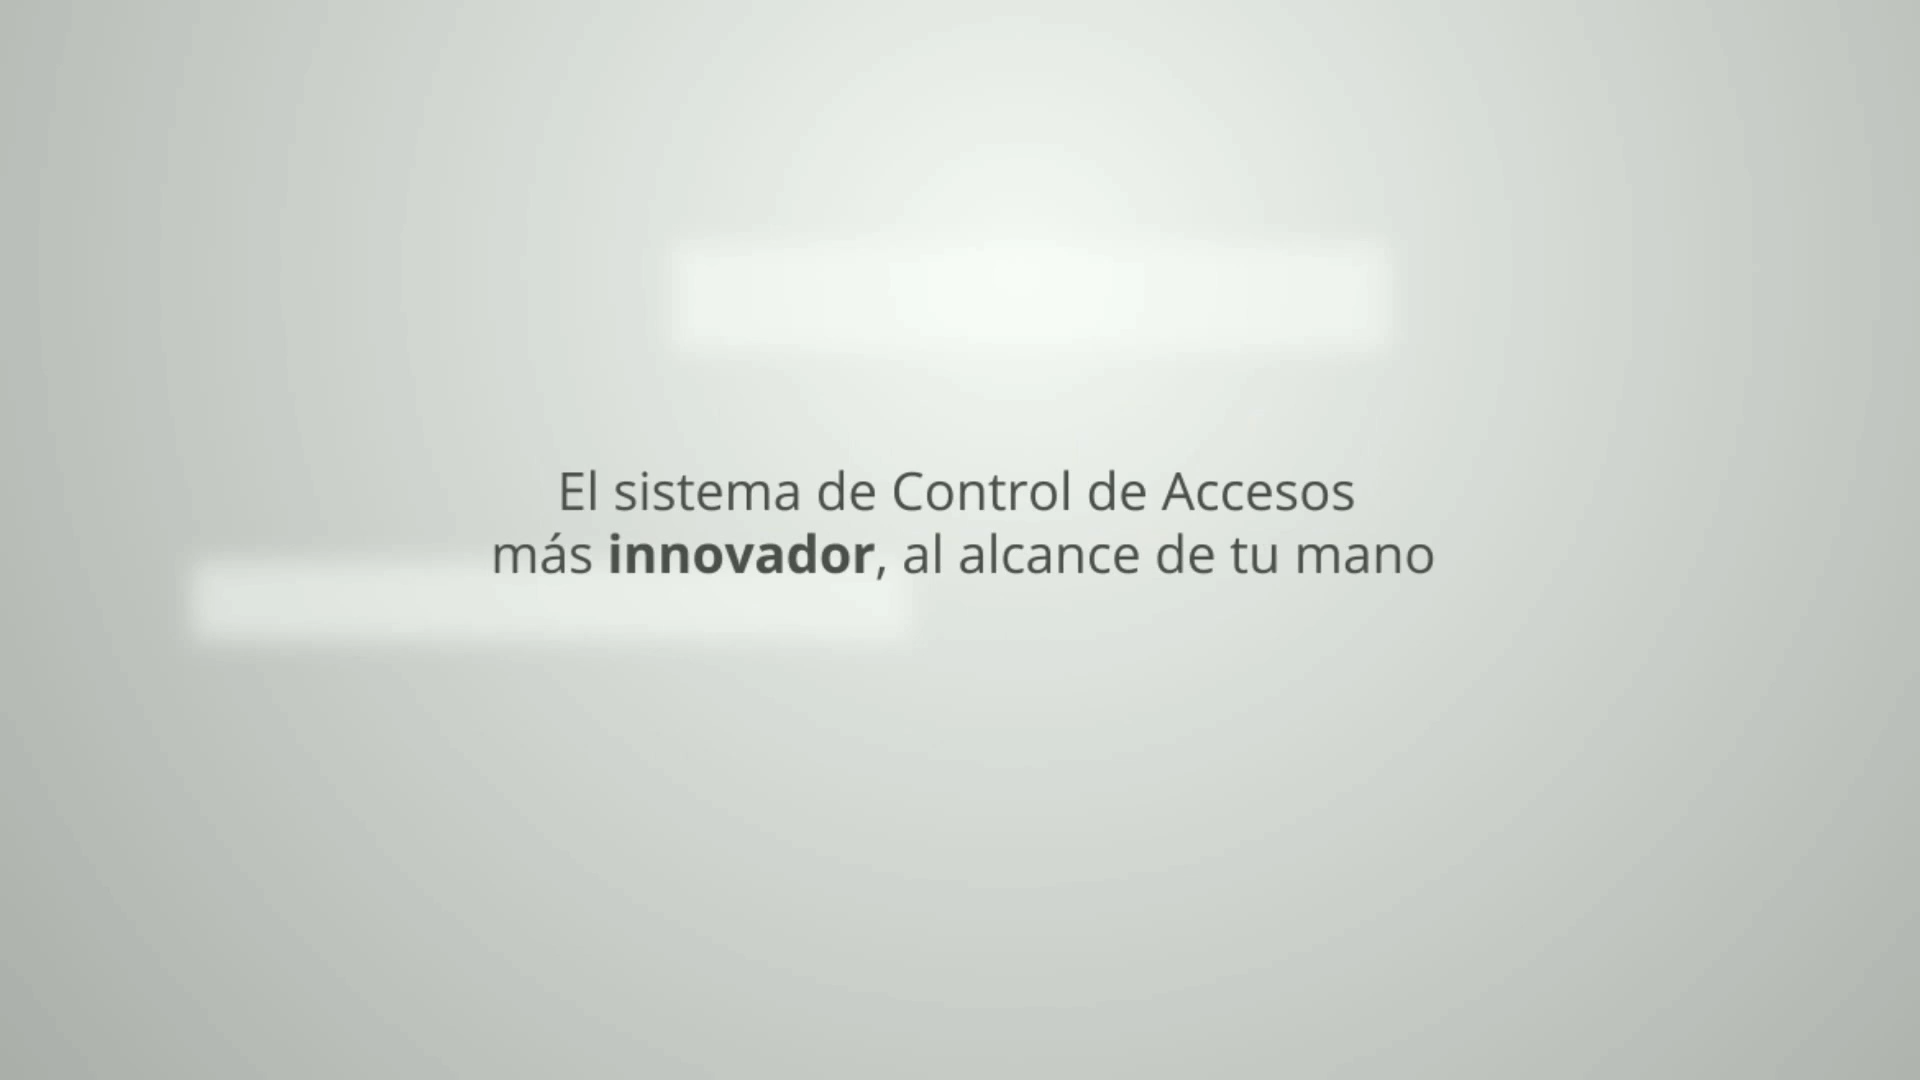 El sistema de Control de Accesos
más innovador, al alcance de tu mano